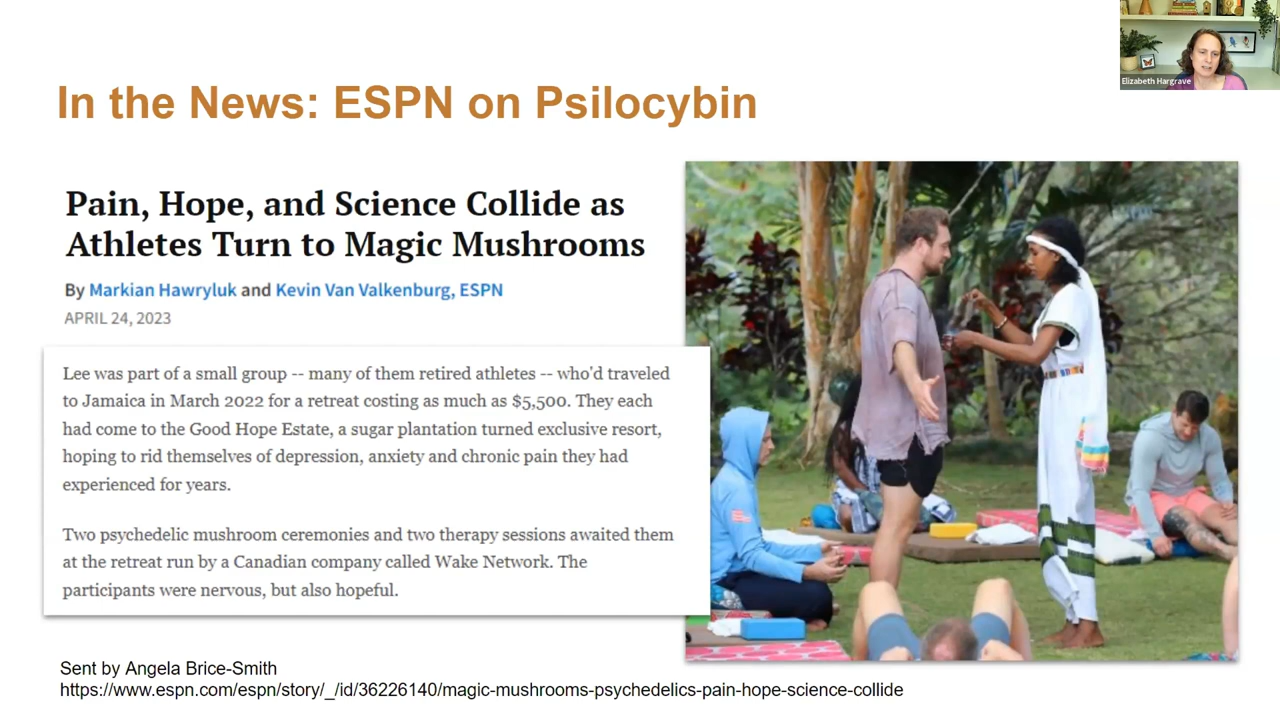 Elizabeth Hargrave
In the News: ESPN on Psilocybin
Pain, Hope, and Science Collide as
Athletes Turn to Magic Mushrooms
By Markian Hawryluk and Kevin Van Valkenburg, ESPN
APRIL 24, 2023
Lee was part of a small group -- many of them retired athletes -- who'd traveled
to Jamaica in March 2022 for a retreat costing as much as $5,500. They each
had come to the Good Hope Estate, a sugar plantation turned exclusive resort,
hoping to rid themselves of depression, anxiety and chronic pain they had
experienced for years.
Two psychedelic mushroom ceremonies and two therapy sessions awaited them
at the retreat run by a Canadian company called Wake Network. The
participants were nervous, but also hopeful.
Sent by Angela Brice-Smith
https://www.espn.com/espn/story/_/id/36226140/magic-mushrooms-psychedelics-pain-hope-science-collide